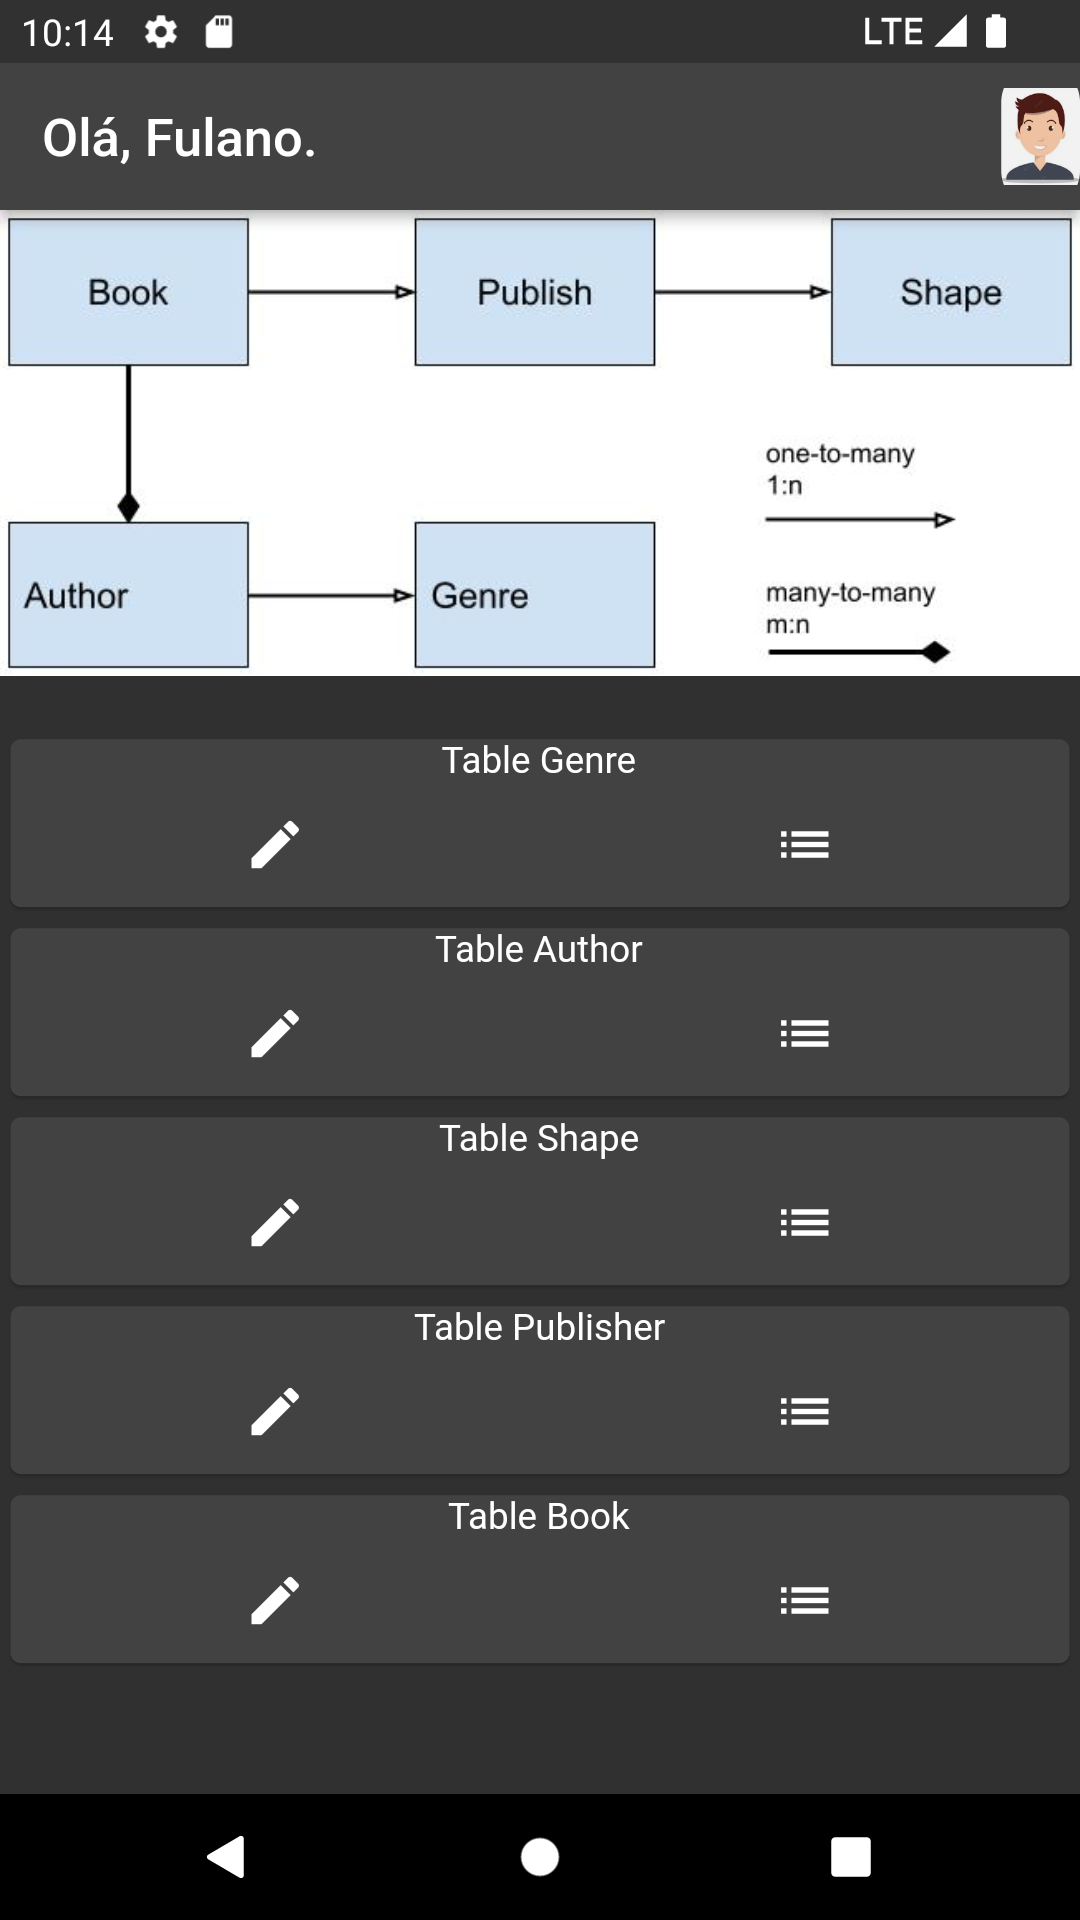 10:14 LTE
Olá, Fulano.
Book Publish Shape
one-to-many
1:n
Author Genre
many-to-many
m:n
Table Genre
Table Author
Table Shape
Table Publisher
Table Book